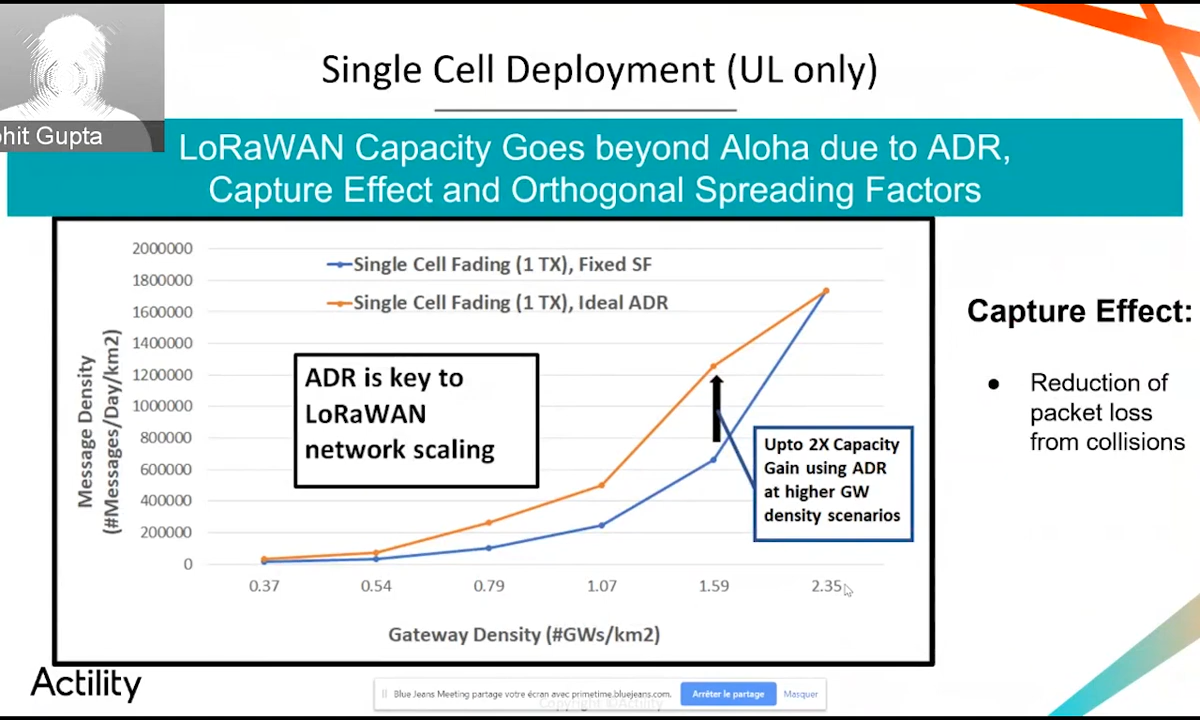 Single Cell Deployment (UL only)
hit Gupta
LoRaWAN Capacity Goes beyond Aloha due to ADR,
Capture Effect and Orthogonal Spreading Factors
2000000
1800000
1600000
1400000
1200000
1000000
800000
600000
400000
200000
0
Message Density
(#Messages/Day/km2)
Single Cell Fading (1 TX), Fixed SF
Single Cell Fading (1 TX), Ideal ADR
ADR is key to
LoRaWAN
network scaling
Upto 2X Capacity
Gain using ADR
at higher GW
density scenarios
0.37 0.54 0.79 1.07 1.59 2.35
Gateway Density (#GWs/km2)
Capture Effect:
● Reduction of
packet loss
from collisions
Actility
Blue Jeans Meeting partage votre écran avec primetime.bluejeans.com. Arrêter le partage Masquer
Copyright ©Actility